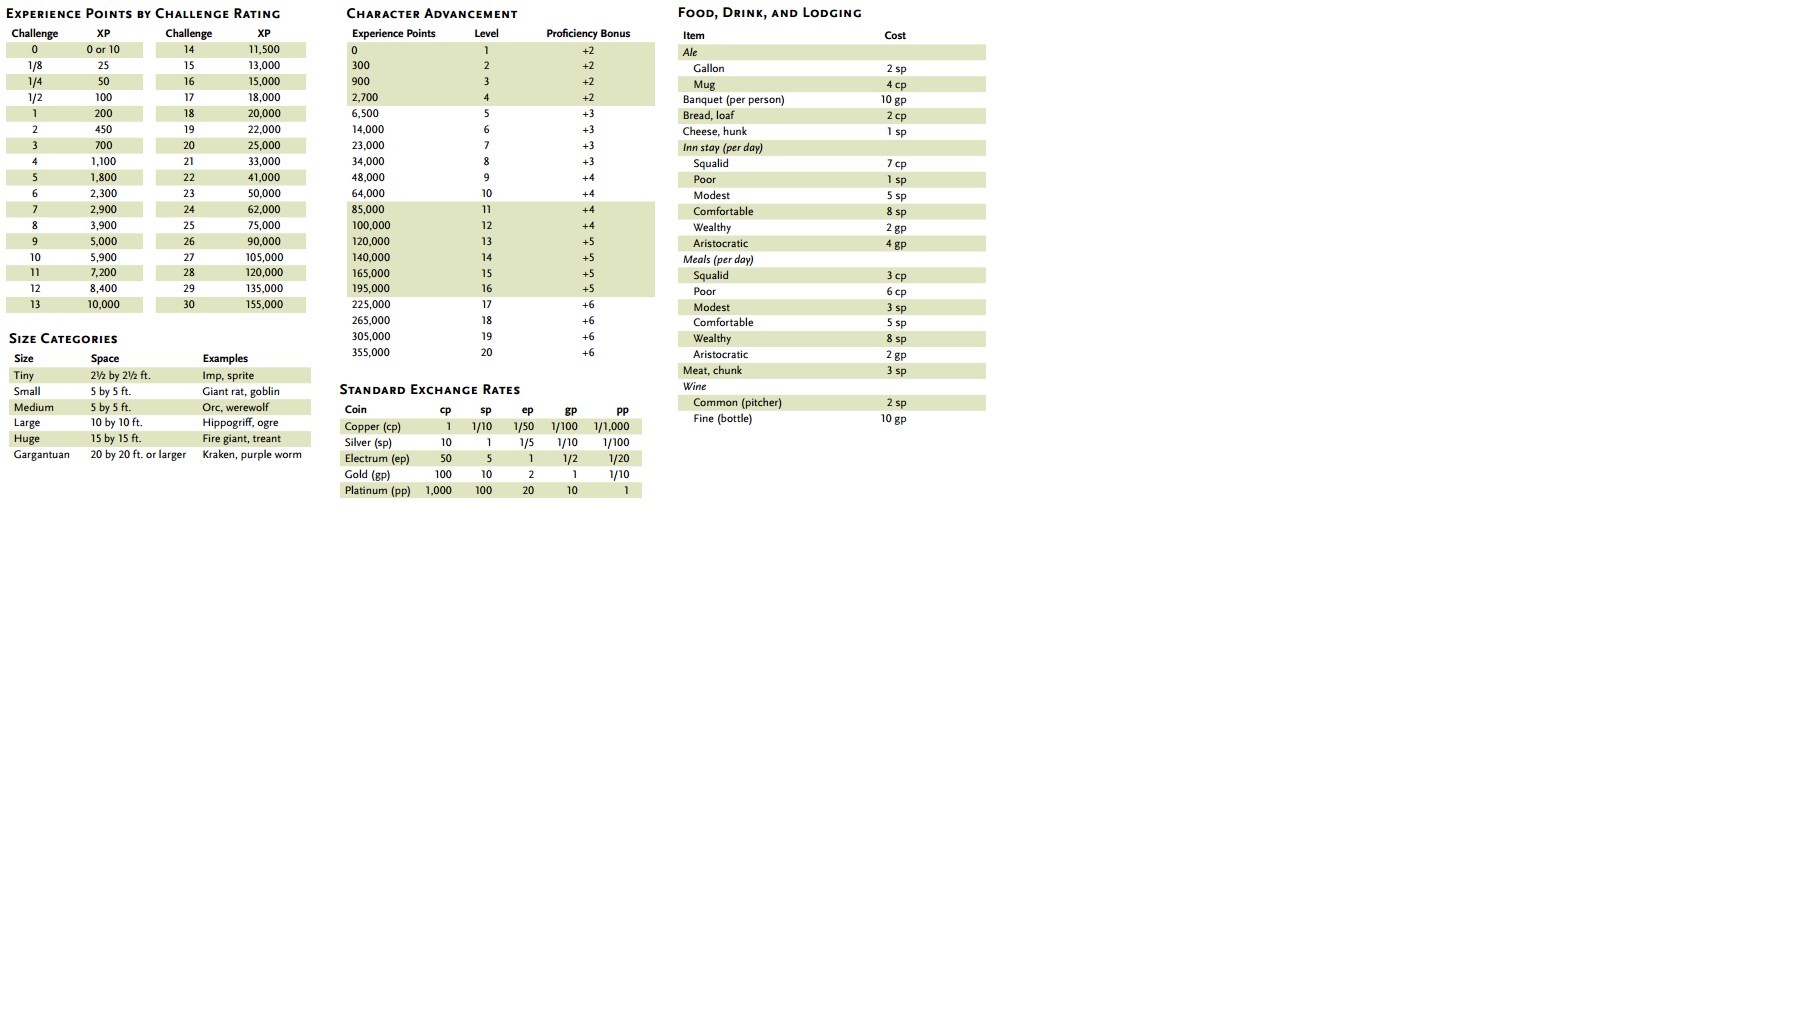 Experience Points by Challenge Rating
Challenge XP Challenge XP
0 0 or 10 14 11,500
1/8 25 15 13,000
1/4 50 16 15,000
1/2 100 17 18,000
1 200 18 20,000
2 450 19 22,000
3 700 20 25,000
4 1,100 21 33,000
5 1,800 22 41,000
6 2,300 23 50,000
7 2,900 24 62,000
8 3,900 25 75,000
9 5,000 26 90,000
10 5,900 27 105,000
11 7,200 28 120,000
12 8,400 29 135,000
13 10,000 30 155,000
Size Categories
Size Space Examples
Tiny 2½ by 2½ ft. Imp, sprite
Small 5 by 5 ft. Giant rat, goblin
Medium 5 by 5 ft. Orc, werewolf
Large 10 by 10 ft. Hippogriff, ogre
Huge 15 by 15 ft. Fire giant, treant
Gargantuan 20 by 20 ft. or larger Kraken, purple worm
Character Advancement
Experience Points Level Proficiency Bonus
0 1 +2
300 2 +2
900 3 +2
2,700 4 +2
6,500 5 +3
14,000 6 +3
23,000 7 +3
34,000 8 +3
48,000 9 +4
64,000 10 +4
85,000 11 +4
100,000 12 +4
120,000 13 +5
140,000 14 +5
165,000 15 +5
195,000 16 +5
225,000 17 +6
265,000 18 +6
305,000 19 +6
355,000 20 +6
Standard Exchange Rates
Coin cp sp ep gp pp
Copper (cp) 1 1/10 1/50 1/100 1/1,000
Silver (sp) 10 1 1/5 1/10 1/100
Electrum (ep) 50 5 1 1/2 1/20
Gold (gp) 100 10 2 1 1/10
Platinum (pp) 1,000 100 20 10 1
Food, Drink, and Lodging
Item Cost
Ale
Gallon 2 sp
Mug 4 cp
Banquet (per person) 10 gp
Bread, loaf 2 cp
Cheese, hunk 1 sp
Inn stay (per day)
Squalid 7 cp
Poor 1 sp
Modest 5 sp
Comfortable 8 sp
Wealthy 2 gp
Aristocratic 4 gp
Meals (per day)
Squalid 3 cp
Poor 6 cp
Modest 3 sp
Comfortable 5 sp
Wealthy 8 sp
Aristocratic 2 gp
Meat, chunk 3 sp
Wine
Common (pitcher) 2 sp
Fine (bottle) 10 gp